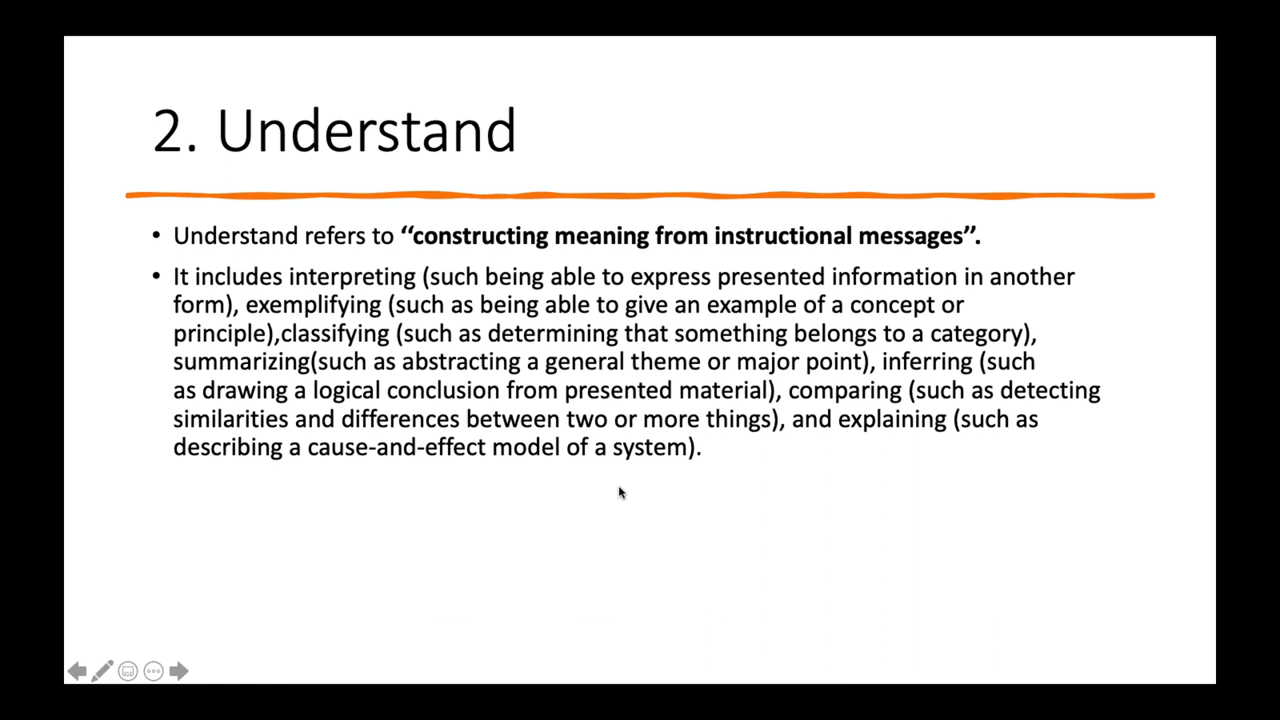 2. Understand
• Understand refers to “constructing meaning from instructional messages”.
• It includes interpreting (such being able to express presented information in another
form), exemplifying (such as being able to give an example of a concept or
principle),classifying (such as determining that something belongs to a category),
summarizing(such as abstracting a general theme or major point), inferring (such
as drawing a logical conclusion from presented material), comparing (such as detecting
similarities and differences between two or more things), and explaining (such as
describing a cause-and-effect model of a system).